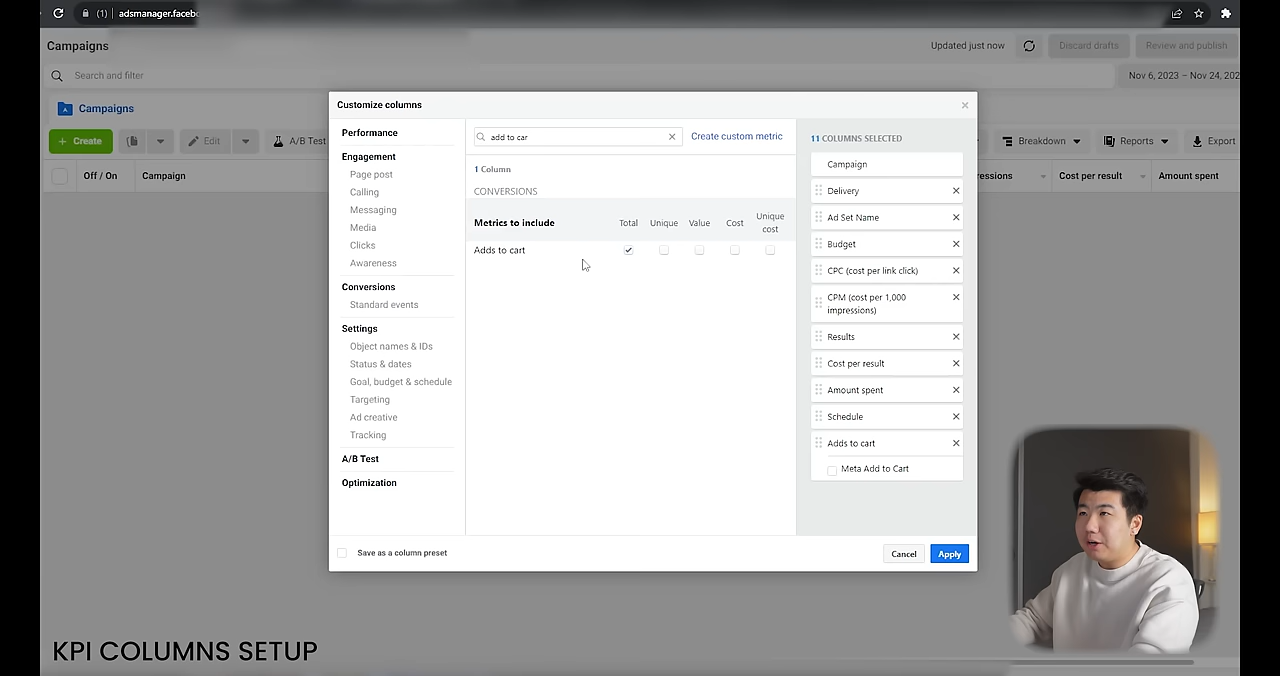 (1) adsmanager.facebo
Campaigns
Updated just now
Discard drafts
Review and publish
Search and filter
Nov 6, 2023 – Nov 24, 202
Campaigns
+ Create
Edit
A/B Test
Breakdown
Reports
Export
Off / On
Campaign
essions
Cost per result
Amount spent
Customize columns
Performance
Engagement
Page post
Calling
Messaging
Media
Clicks
Awareness
Conversions
Standard events
Settings
Object names & IDs
Status & dates
Goal, budget & schedule
Targeting
Ad creative
Tracking
A/B Test
Optimization
add to car
Create custom metric
1 Column
CONVERSIONS
Metrics to include
Total
Unique
Value
Cost
Unique
cost
Adds to cart
11 COLUMNS SELECTED
Campaign
Delivery
Ad Set Name
Budget
CPC (cost per link click)
CPM (cost per 1,000
impressions)
Results
Cost per result
Amount spent
Schedule
Adds to cart
Meta Add to Cart
Save as a column preset
Cancel
Apply
KPI COLUMNS SETUP